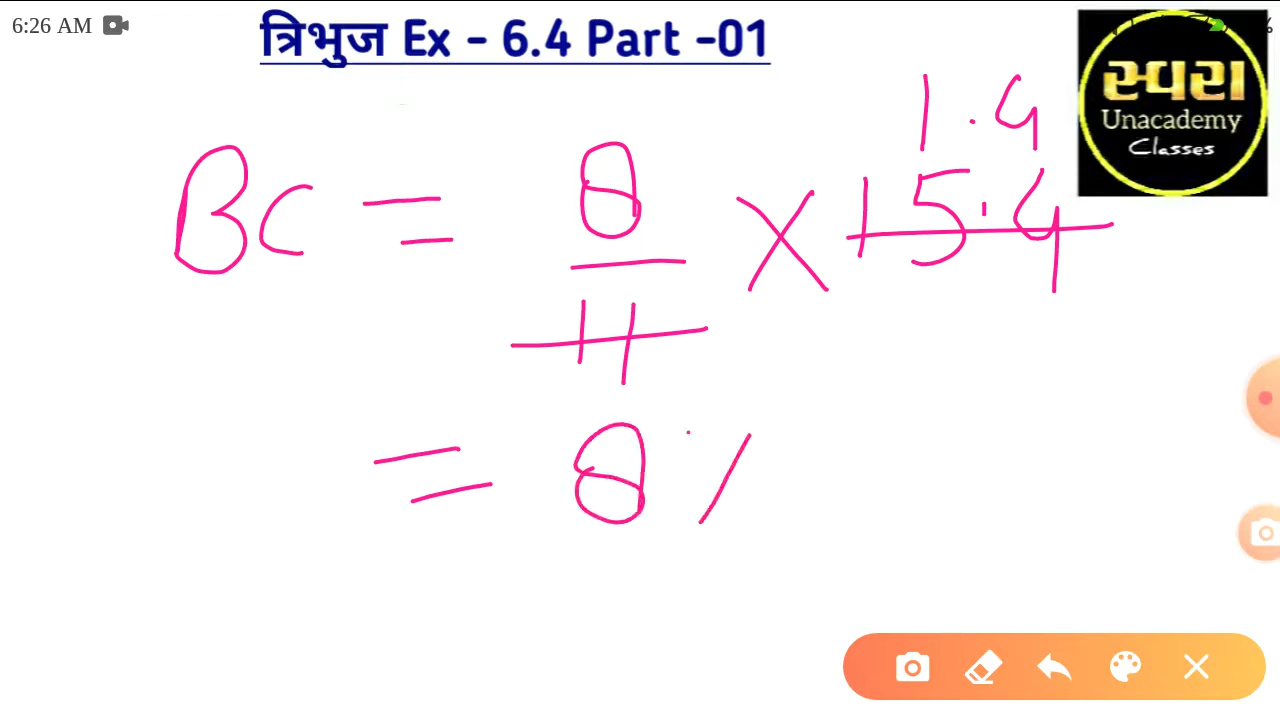 6:26 AM
त्रिभुज Ex - 6.4 Part -01
स्वरा
Unacademy
Classes
1.4
BC = 8/11 × 15.4
= 8